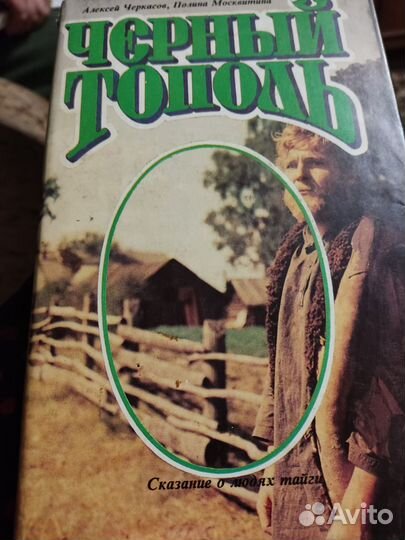 Алексей Черкасов, Полина Москвитина
ЧЕРНЫЙ
ТОПОЛЬ
Сказание о людях тайги
Avito